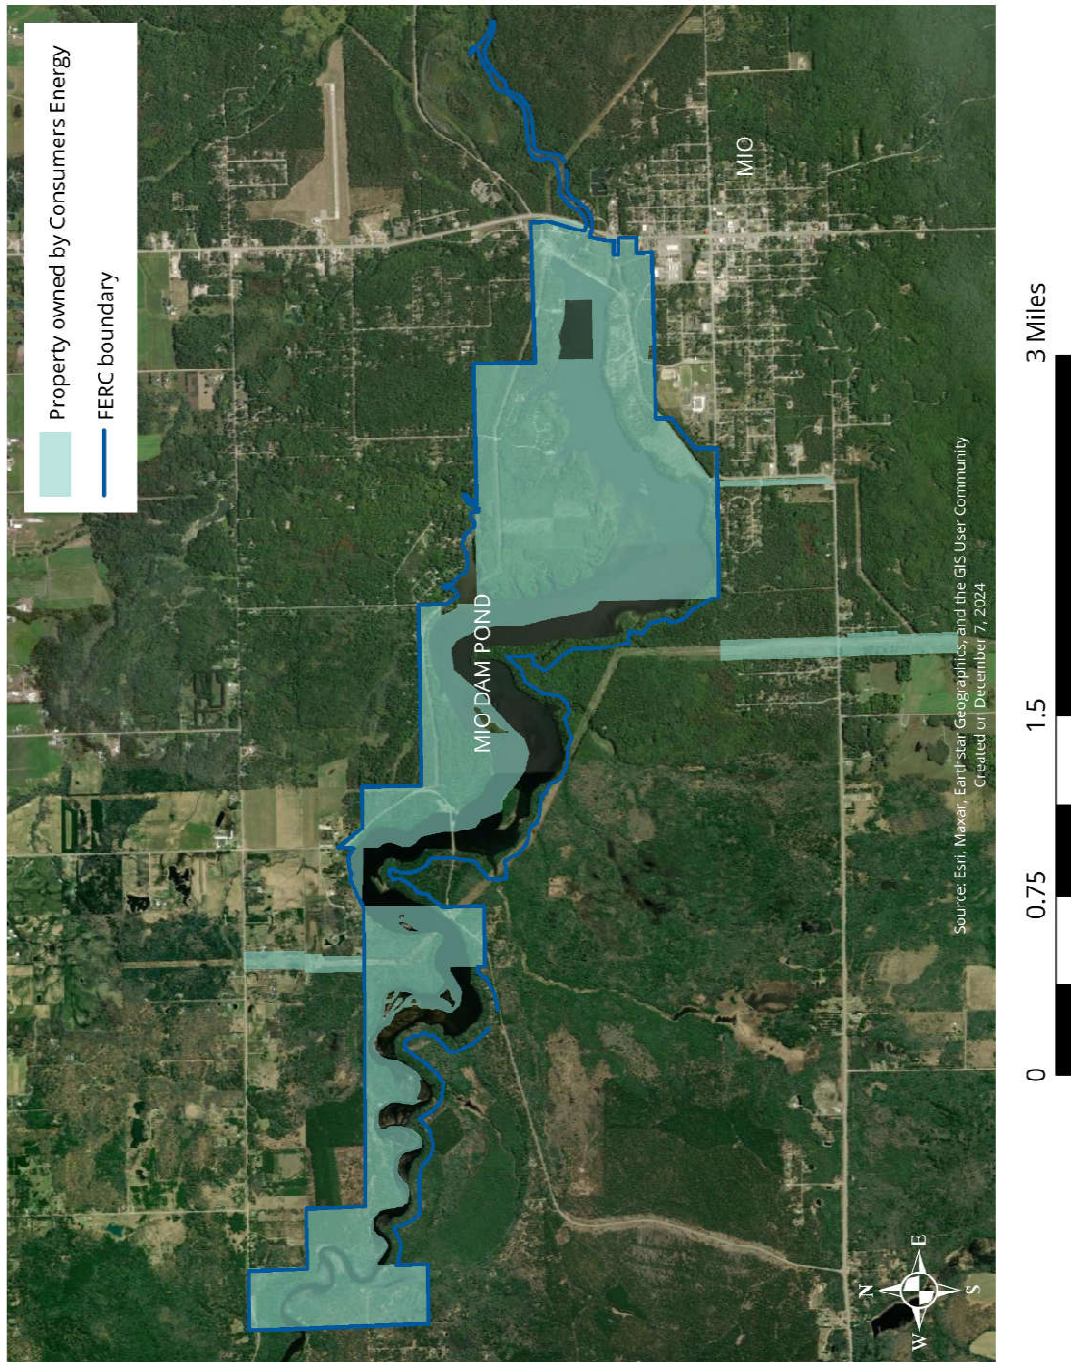 Property owned by Consumers Energy
FERC boundary
MIO
MIO DAM POND
Source: Esri, Maxar, Earthstar Geographics, and the GIS User Community
Created on December 7, 2024
N
W
E
S
0
0.75
1.5
3 Miles